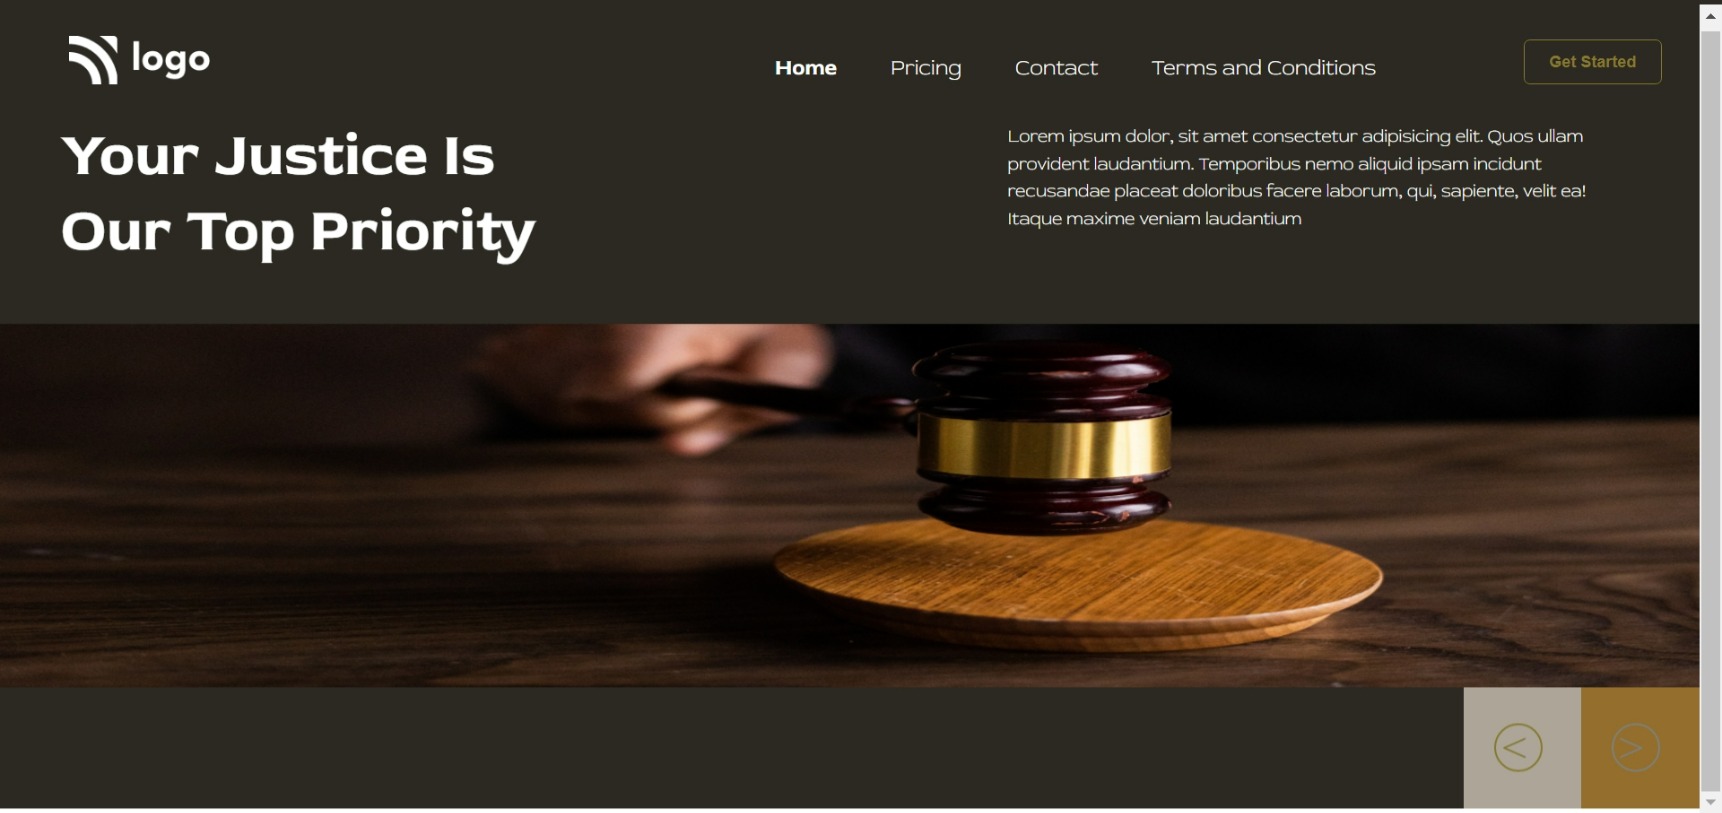 logo
Home Pricing Contact Terms and Conditions
Get Started
Your Justice Is
Our Top Priority
Lorem ipsum dolor, sit amet consectetur adipisicing elit. Quos ullam
provident laudantium. Temporibus nemo aliquid ipsam incidunt
recusandae placeat doloribus facere laborum, qui, sapiente, velit ea!
Itaque maxime veniam laudantium
< >